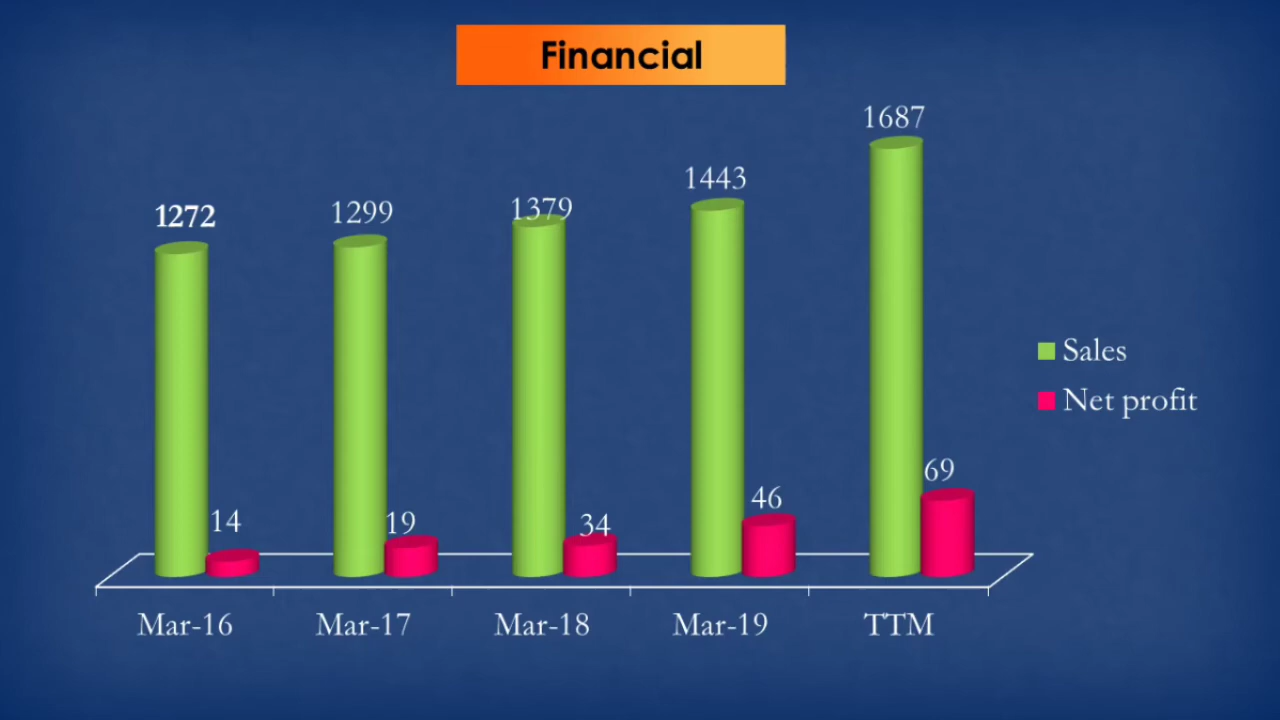 Financial
1687
1443
1379
1299
1272
Sales
Net profit
69
46
34
19
14
Mar-16 Mar-17 Mar-18 Mar-19 TTM